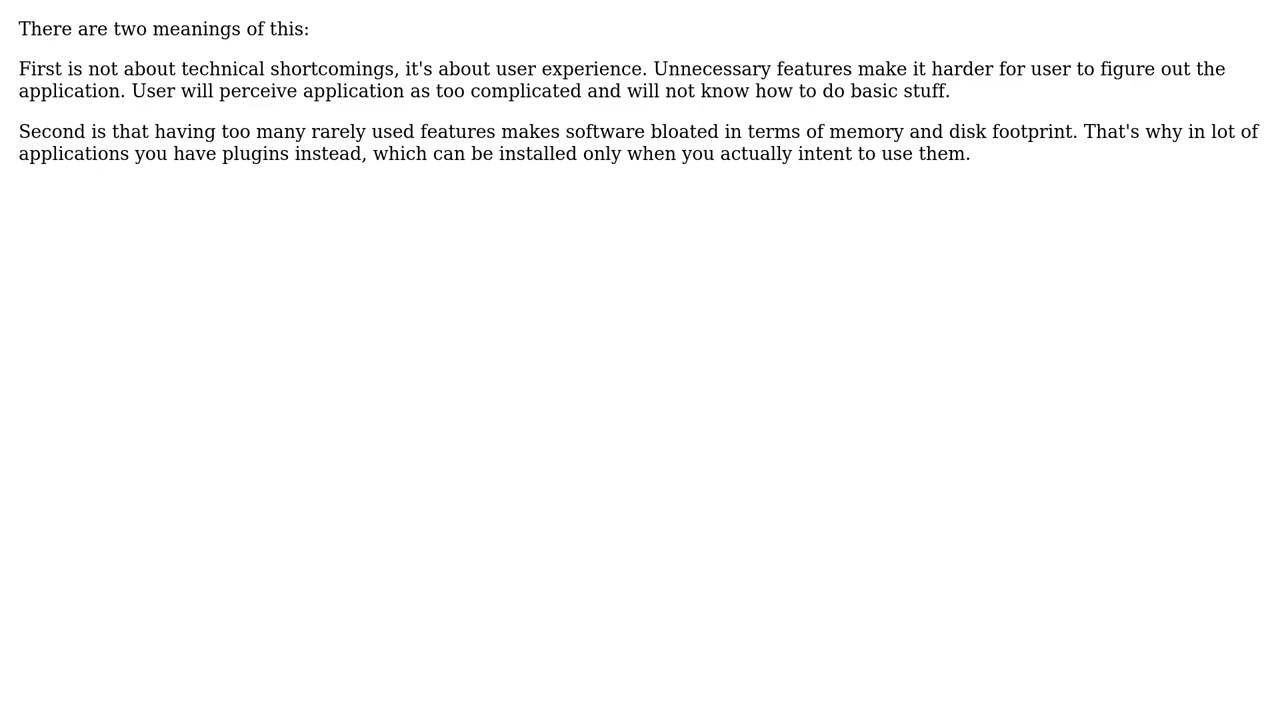 There are two meanings of this:
First is not about technical shortcomings, it's about user experience. Unnecessary features make it harder for user to figure out the
application. User will perceive application as too complicated and will not know how to do basic stuff.
Second is that having too many rarely used features makes software bloated in terms of memory and disk footprint. That's why in lot of
applications you have plugins instead, which can be installed only when you actually intent to use them.